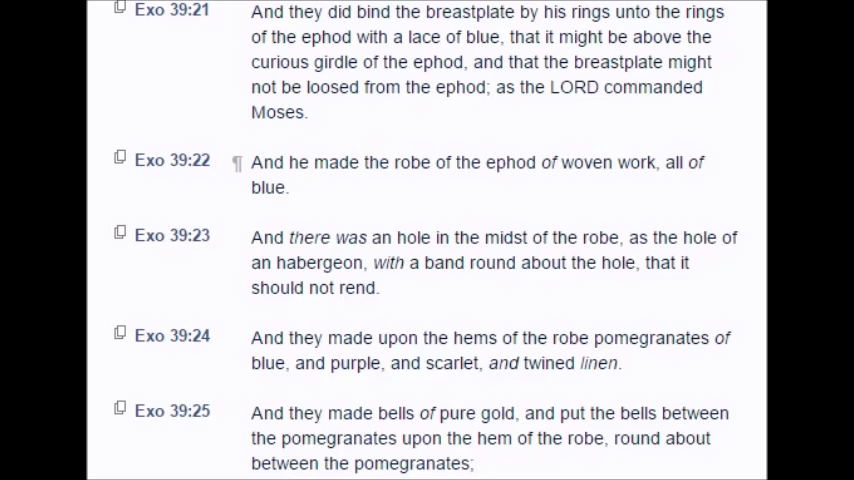 Exo 39:21 And they did bind the breastplate by his rings unto the rings
of the ephod with a lace of blue, that it might be above the
curious girdle of the ephod, and that the breastplate might
not be loosed from the ephod; as the LORD commanded
Moses.
Exo 39:22 ¶ And he made the robe of the ephod of woven work, all of
blue.
Exo 39:23 And there was an hole in the midst of the robe, as the hole of
an habergeon, with a band round about the hole, that it
should not rend.
Exo 39:24 And they made upon the hems of the robe pomegranates of
blue, and purple, and scarlet, and twined linen.
Exo 39:25 And they made bells of pure gold, and put the bells between
the pomegranates upon the hem of the robe, round about
between the pomegranates;